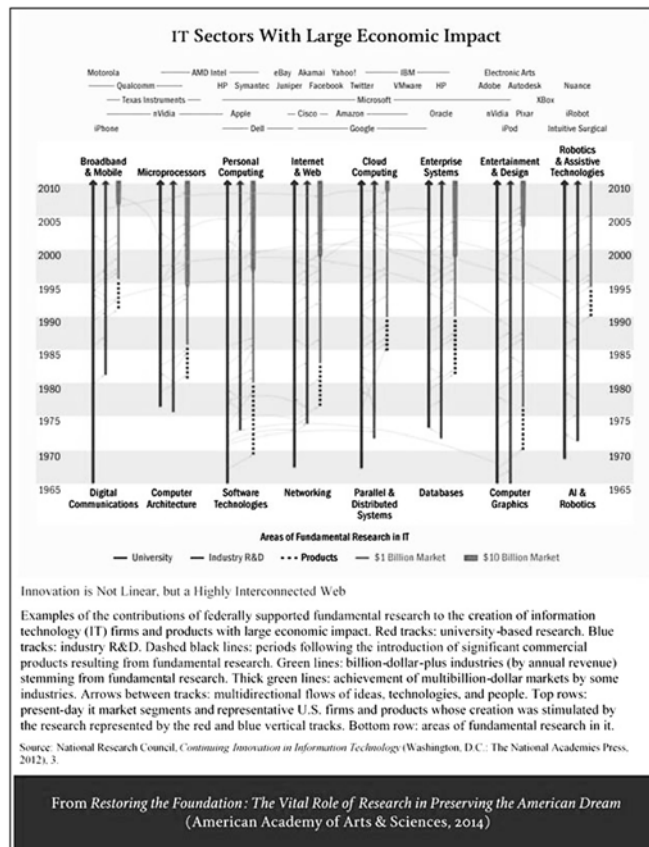 IT Sectors With Large Economic Impact
Motorola AMD Intel eBay Akamai Yahoo! IBM Electronic Arts
Qualcomm HP Symantec Juniper Facebook Twitter VMware HP Adobe Autodesk Nuance
Texas Instruments Microsoft XBox
nVidia Apple Cisco Amazon Oracle nVidia Pixar iRobot
iPhone Dell Google iPod Intuitive Surgical
Broadband & Mobile
Microprocessors
Personal Computing
Internet & Web
Cloud Computing
Enterprise Systems
Entertainment & Design
Robotics & Assistive Technologies
2010 2010
2005 2005
2000 2000
1995 1995
1990 1990
1985 1985
1980 1980
1975 1975
1970 1970
1965 1965
Digital Communications
Computer Architecture
Software Technologies
Networking
Parallel & Distributed Systems
Databases
Computer Graphics
AI & Robotics
Areas of Fundamental Research in IT
University Industry R&D Products $1 Billion Market $10 Billion Market
Innovation is Not Linear, but a Highly Interconnected Web
Examples of the contributions of federally supported fundamental research to the creation of information
technology (IT) firms and products with large economic impact. Red tracks: university-based research. Blue
tracks: industry R&D. Dashed black lines: periods following the introduction of significant commercial
products resulting from fundamental research. Green lines: billion-dollar-plus industries (by annual revenue)
stemming from fundamental research. Thick green lines: achievement of multibillion-dollar markets by some
industries. Arrows between tracks: multidirectional flows of ideas, technologies, and people. Top rows:
present-day it market segments and representative U.S. firms and products whose creation was stimulated by
the research represented by the red and blue vertical tracks. Bottom row: areas of fundamental research in it.
Source: National Research Council, Continuing Innovation in Information Technology (Washington, D.C.: The National Academies Press,
2012), 3.
From Restoring the Foundation: The Vital Role of Research in Preserving the American Dream
(American Academy of Arts & Sciences, 2014)